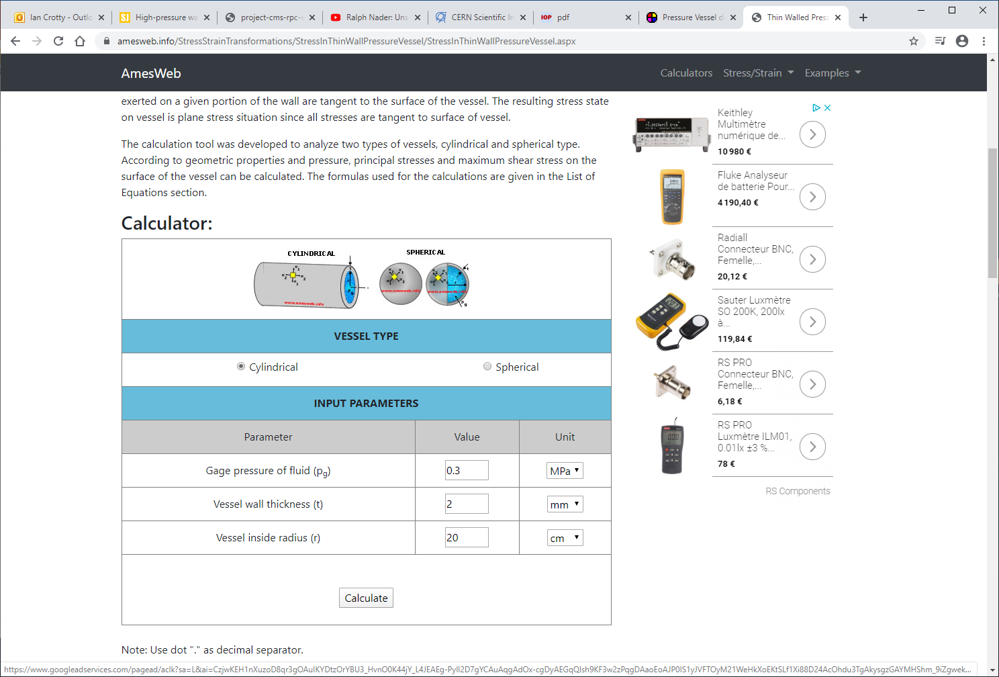 Ian Crotty - Outlo
High-pressure wa
project-cms-rpc-
Ralph Nader: Uns
CERN Scientific In
IOP pdf
Pressure Vessel d
Thin Walled Press
amesweb.info/StressStrainTransformations/StressInThinWallPressureVessel/StressInThinWallPressureVessel.aspx
AmesWeb
Calculators Stress/Strain Examples
exerted on a given portion of the wall are tangent to the surface of the vessel. The resulting stress state
on vessel is plane stress situation since all stresses are tangent to surface of vessel.
The calculation tool was developed to analyze two types of vessels, cylindrical and spherical type.
According to geometric properties and pressure, principal stresses and maximum shear stress on the
surface of the vessel can be calculated. The formulas used for the calculations are given in the List of
Equations section.
Calculator:
CYLINDRICAL
SPHERICAL
www.amesweb.info
www.amesweb.info
www.amesweb.info
VESSEL TYPE
Cylindrical
Spherical
INPUT PARAMETERS
Parameter Value Unit
Gage pressure of fluid (pg) 0.3 MPa
Vessel wall thickness (t) 2 mm
Vessel inside radius (r) 20 cm
Calculate
Note: Use dot "." as decimal separator.
Keithley
Multimètre
numérique de...
10 980 €
Fluke Analyseur
de batterie Pour...
4 190,40 €
Radiall
Connecteur BNC,
Femelle,...
20,12 €
Sauter Luxmètre
SO 200K, 200lx
à...
119,84 €
RS PRO
Connecteur BNC,
Femelle,...
6,18 €
RS PRO
Luxmètre ILM01,
0.01lx ±3 %...
78 €
RS Components
https://www.googleadservices.com/pagead/aclk?sa=L&ai=CzjwKEH1nXuzoD8qr3gOAulKYDtzOrYBU3_HvnO0K44jY_L4JEAEg-PyII2D7gYCAuAqgAdOx-cgDyAEGqQIsh9KF3w2zPqgDAaoEoAJP0IS1yJVFTOyM21WeHkXoEKtSLf1Xi88D24AcOhdu3TgAkysgzGAYMHShm_9iZgwek...